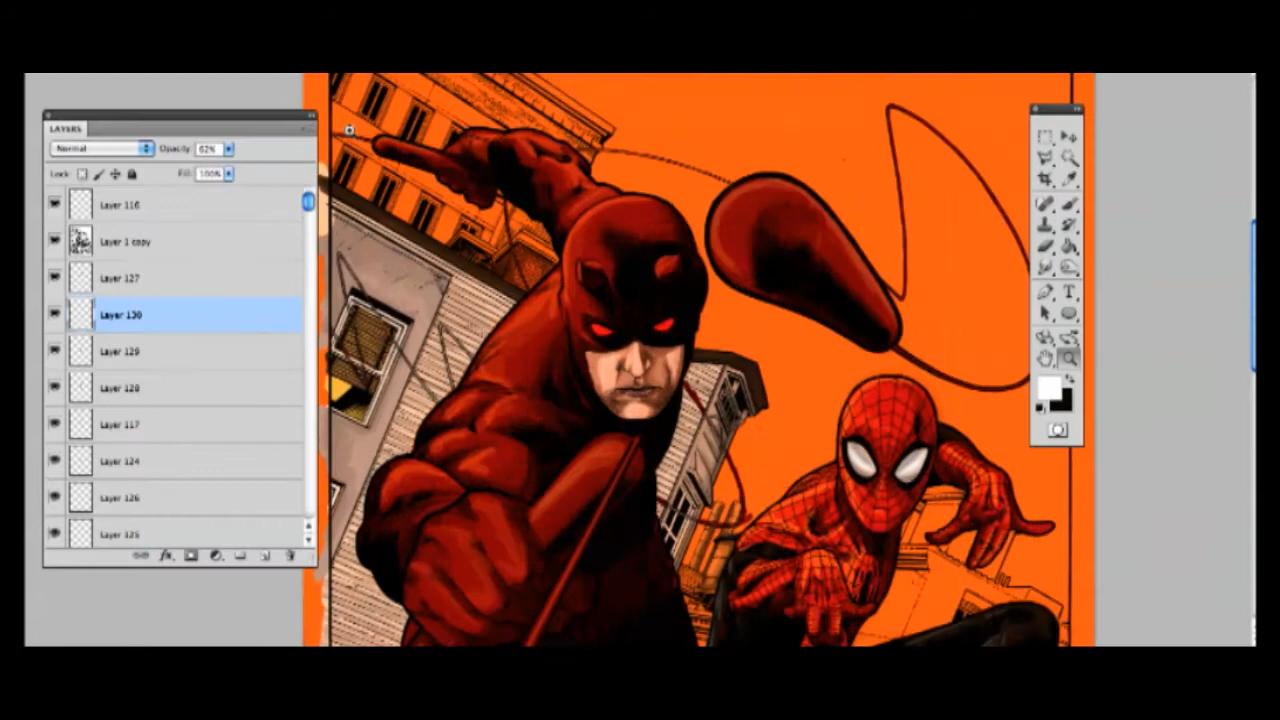 LAYERS
Normal Opacity: 62%
Lock: Fill: 100%
Layer 116
Layer 1 copy
Layer 127
Layer 130
Layer 129
Layer 128
Layer 117
Layer 124
Layer 126
Layer 125